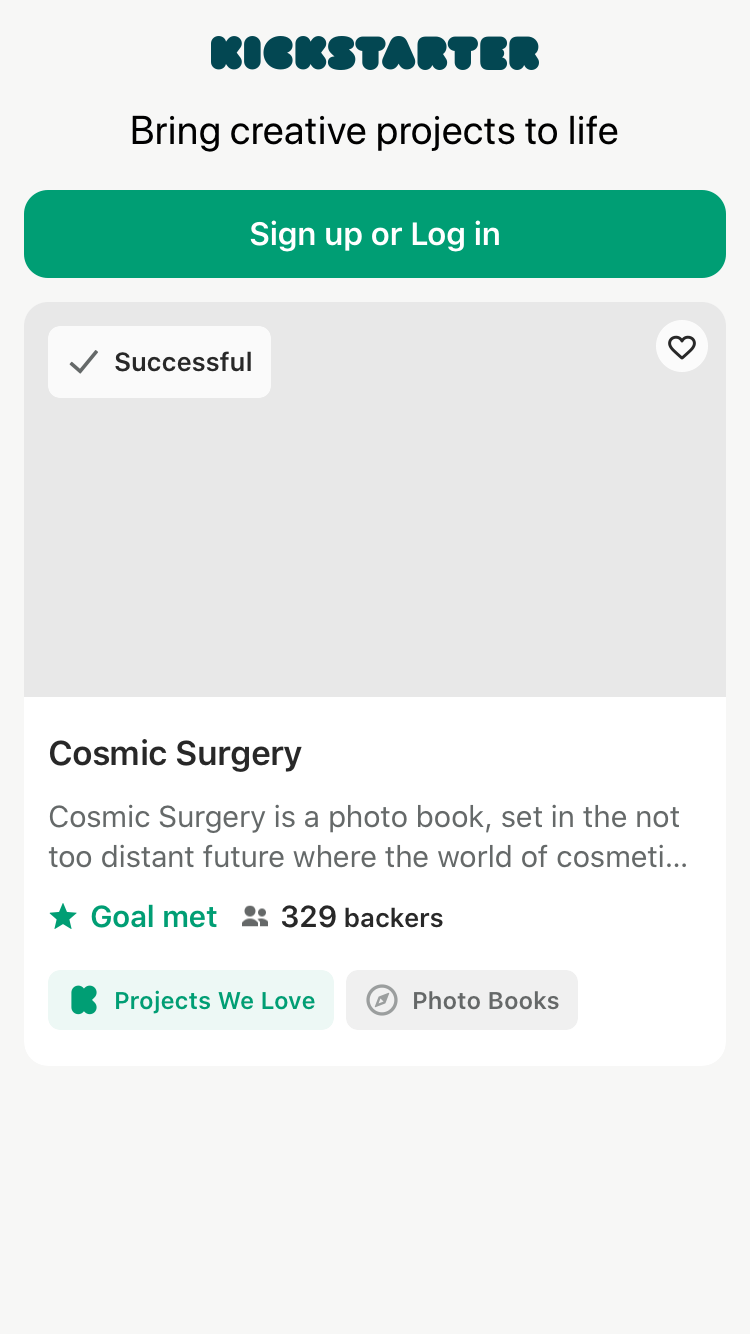 KICKSTARTER
Bring creative projects to life
Sign up or Log in
Successful
Cosmic Surgery
Cosmic Surgery is a photo book, set in the not
too distant future where the world of cosmeti...
Goal met 329 backers
Projects We Love Photo Books